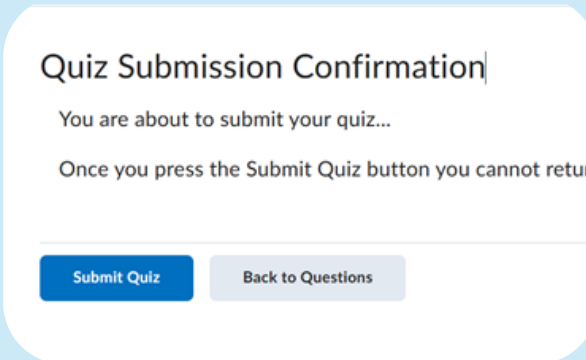 Quiz Submission Confirmation
You are about to submit your quiz...
Once you press the Submit Quiz button you cannot
Submit Quiz Back to Questions